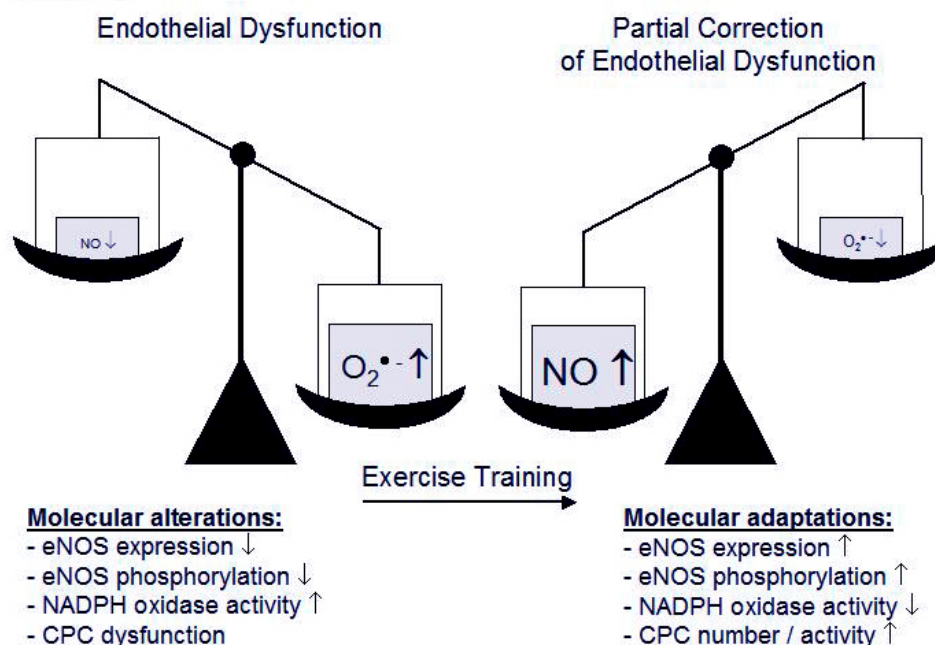 Endothelial Dysfunction
Partial Correction
of Endothelial Dysfunction
NO ↓
O₂•- ↑
NO ↑
O₂•- ↓
Exercise Training
Molecular alterations:
- eNOS expression ↓
- eNOS phosphorylation ↓
- NADPH oxidase activity ↑
- CPC dysfunction
Molecular adaptations:
- eNOS expression ↑
- eNOS phosphorylation ↑
- NADPH oxidase activity ↓
- CPC number / activity ↑